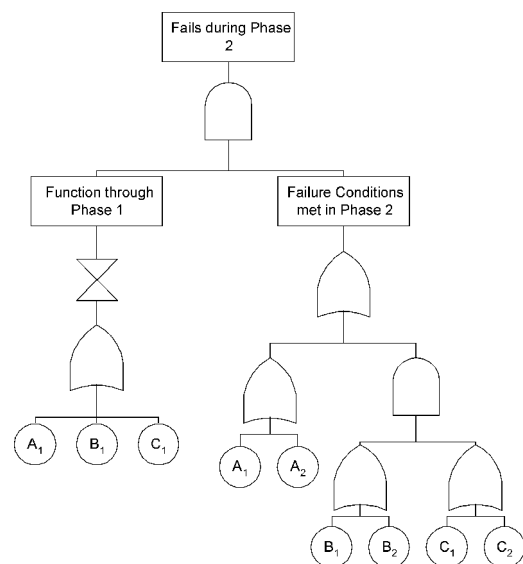 Fails during Phase
2
Function through
Phase 1
Failure Conditions
met in Phase 2
A₁ B₁ C₁
A₁ A₂
B₁ B₂ C₁ C₂